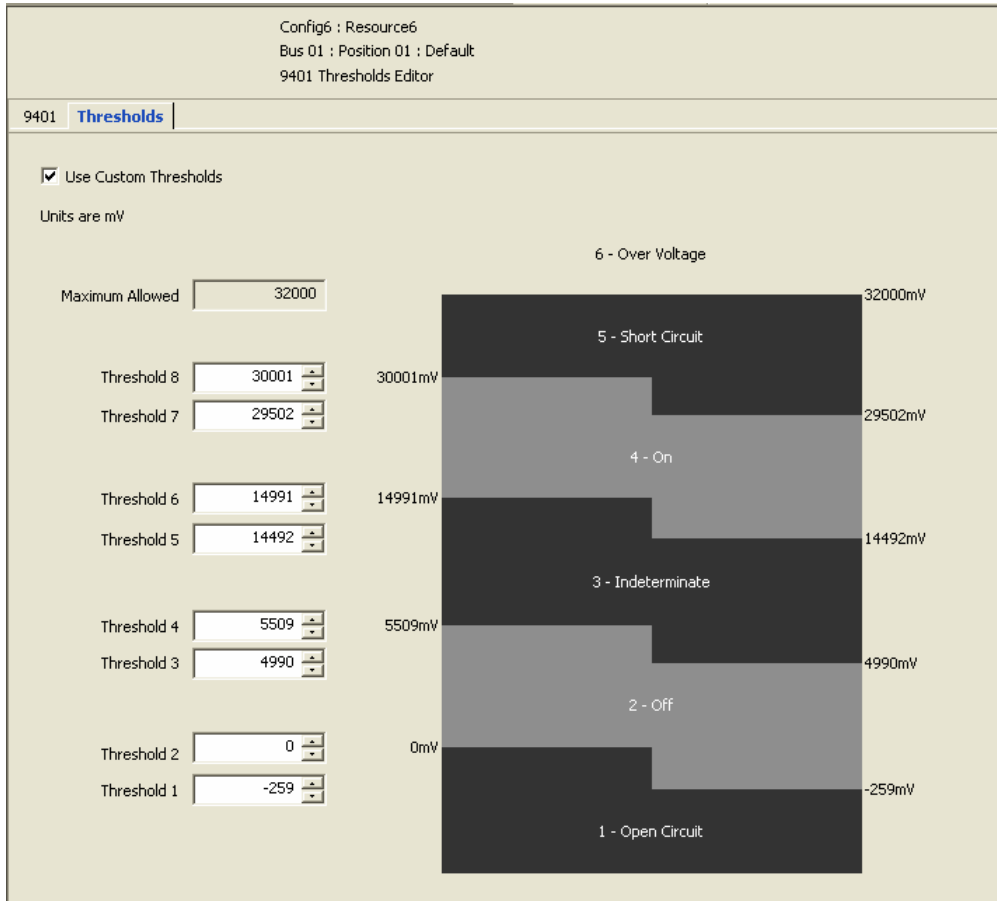 Config6 : Resource6
Bus 01 : Position 01 : Default
9401 Thresholds Editor
9401 Thresholds
Use Custom Thresholds
Units are mV
6 - Over Voltage
Maximum Allowed 32000 32000mV
5 - Short Circuit
Threshold 8 30001 30001mV
Threshold 7 29502 29502mV
4 - On
Threshold 6 14991 14991mV
Threshold 5 14492 14492mV
3 - Indeterminate
Threshold 4 5509 5509mV
Threshold 3 4990 4990mV
2 - Off
Threshold 2 0 0mV
Threshold 1 -259 -259mV
1 - Open Circuit